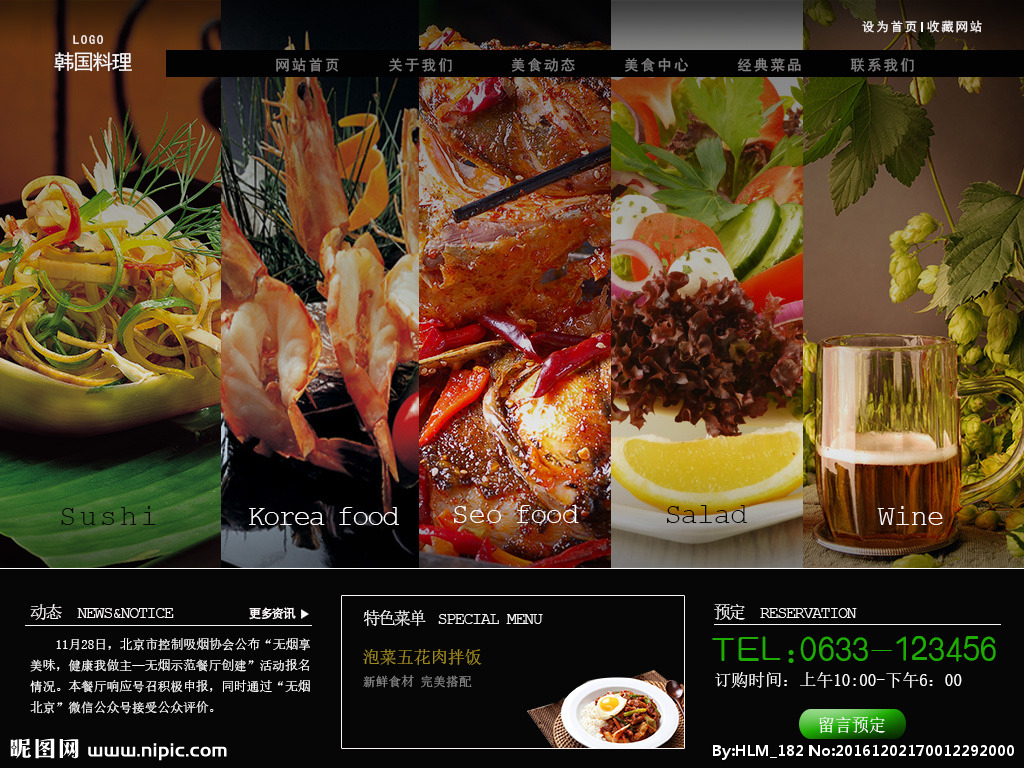 LOGO
韩国料理
设为首页|收藏网站
网站首页 关于我们 美食动态 美食中心 经典菜品 联系我们
Sushi
Korea food
Seo food
Salad
Wine
动态 NEWS&NOTICE 更多资讯
11月28日，北京市控制吸烟协会公布“无烟享
美味，健康我做主—无烟示范餐厅创建”活动报名
情况。本餐厅响应号召积极申报，同时通过“无烟
北京”微信公众号接受公众评价。
特色菜单 SPECIAL MENU
泡菜五花肉拌饭
新鲜食材 完美搭配
预定 RESERVATION
TEL:0633-123456
订购时间：上午10:00-下午6：00
留言预定
昵图网 www.nipic.com
By:HLM_182 No:20161202170012292000